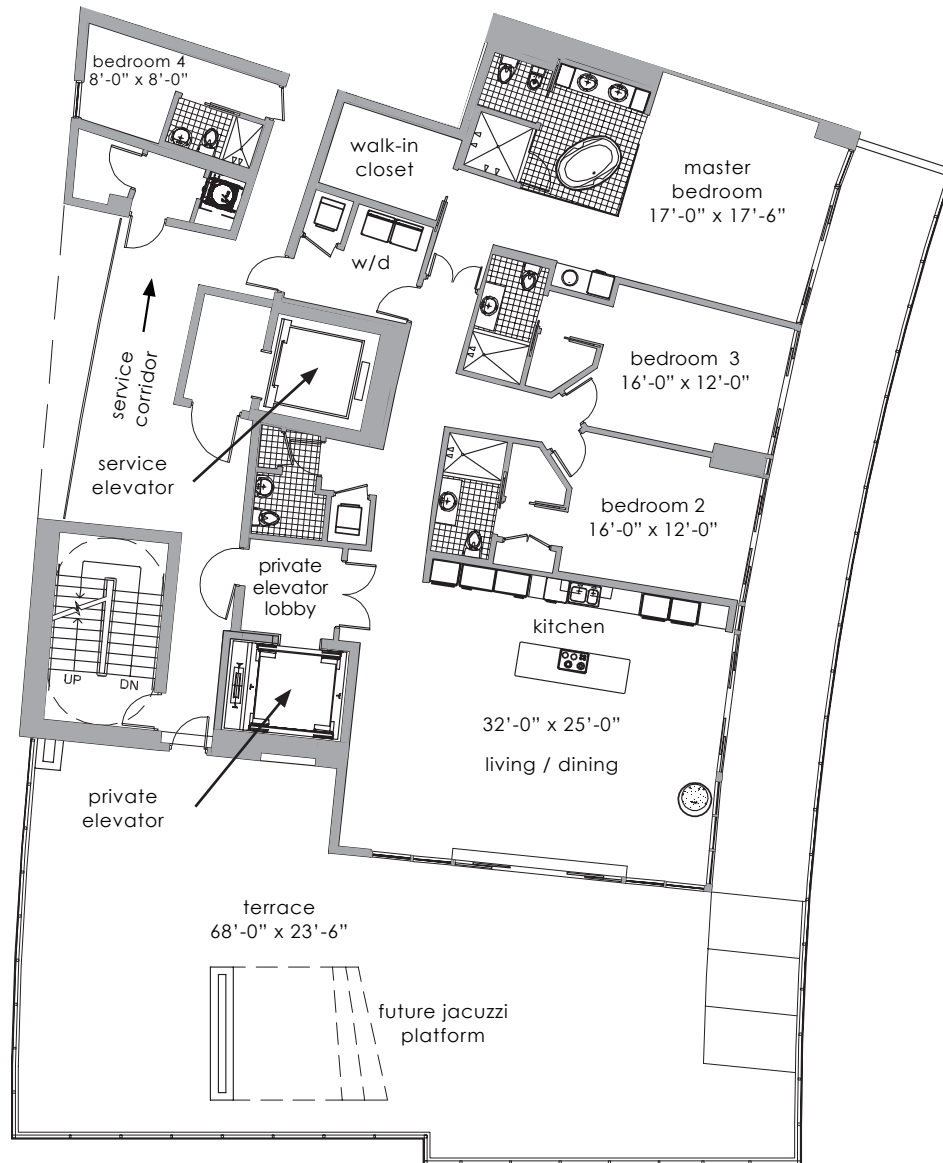 bedroom 4
8'-0" x 8'-0"
walk-in
closet
master
bedroom
17'-0" x 17'-6"
w/d
service
corridor
bedroom 3
16'-0" x 12'-0"
service
elevator
bedroom 2
16'-0" x 12'-0"
private
elevator
lobby
kitchen
UP
DN
32'-0" x 25'-0"
living / dining
private
elevator
terrace
68'-0" x 23'-6"
future jacuzzi
platform